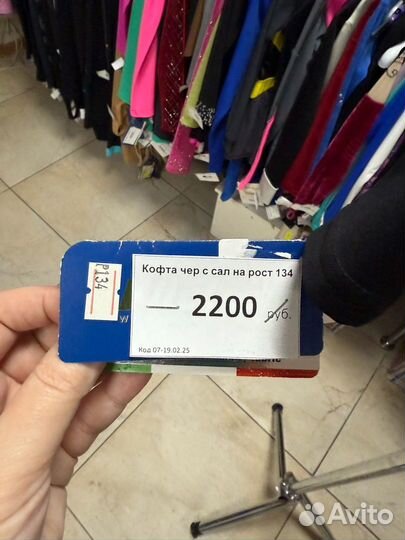 Кофта чер с сал на рост 134
2200 руб.
Код 07-19.02.25
р134
Avito